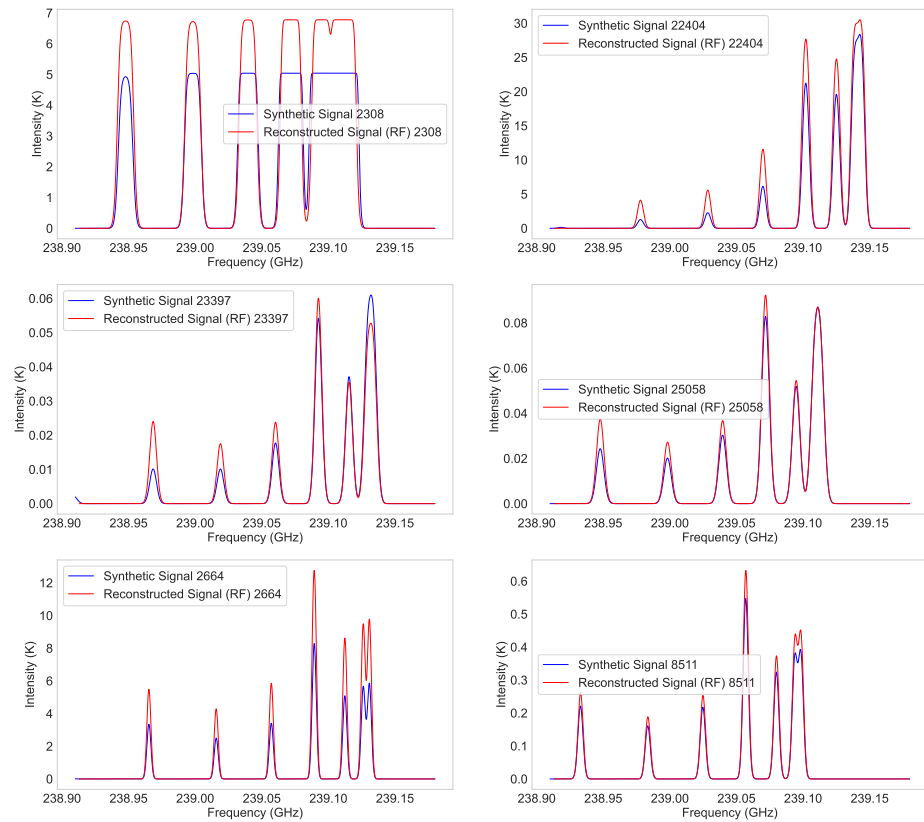 7
6
5
4
3
2
1
0
Intensity (K)
Synthetic Signal 2308
Reconstructed Signal (RF) 2308
238.90 238.95 239.00 239.05 239.10 239.15
Frequency (GHz)
30
25
20
15
10
5
0
Intensity (K)
Synthetic Signal 22404
Reconstructed Signal (RF) 22404
238.90 238.95 239.00 239.05 239.10 239.15
Frequency (GHz)
0.06
0.05
0.04
0.03
0.02
0.01
0.00
Intensity (K)
Synthetic Signal 23397
Reconstructed Signal (RF) 23397
238.90 238.95 239.00 239.05 239.10 239.15
Frequency (GHz)
0.08
0.06
0.04
0.02
0.00
Intensity (K)
Synthetic Signal 25058
Reconstructed Signal (RF) 25058
238.90 238.95 239.00 239.05 239.10 239.15
Frequency (GHz)
12
10
8
6
4
2
0
Intensity (K)
Synthetic Signal 2664
Reconstructed Signal (RF) 2664
238.90 238.95 239.00 239.05 239.10 239.15
Frequency (GHz)
0.6
0.5
0.4
0.3
0.2
0.1
0.0
Intensity (K)
Synthetic Signal 8511
Reconstructed Signal (RF) 8511
238.90 238.95 239.00 239.05 239.10 239.15
Frequency (GHz)